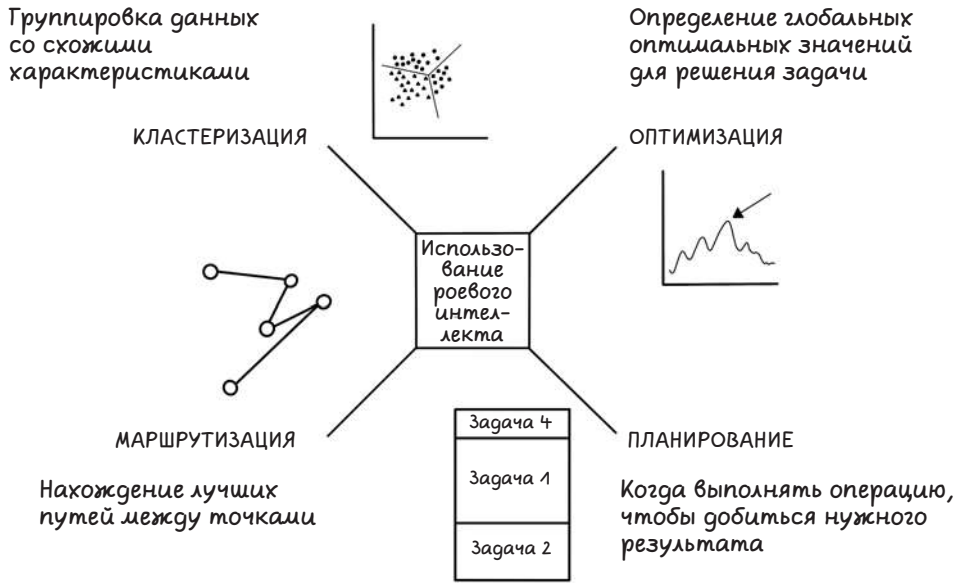 Группировка данных
со схожими
характеристиками
КЛАСТЕРИЗАЦИЯ
Определение глобальных
оптимальных значений
для решения задачи
ОПТИМИЗАЦИЯ
Использо-
вание
роевого
интел-
лекта
МАРШРУТИЗАЦИЯ
Нахождение лучших
путей между точками
Задача 4
Задача 1
Задача 2
ПЛАНИРОВАНИЕ
Когда выполнять операцию,
чтобы добиться нужного
результата